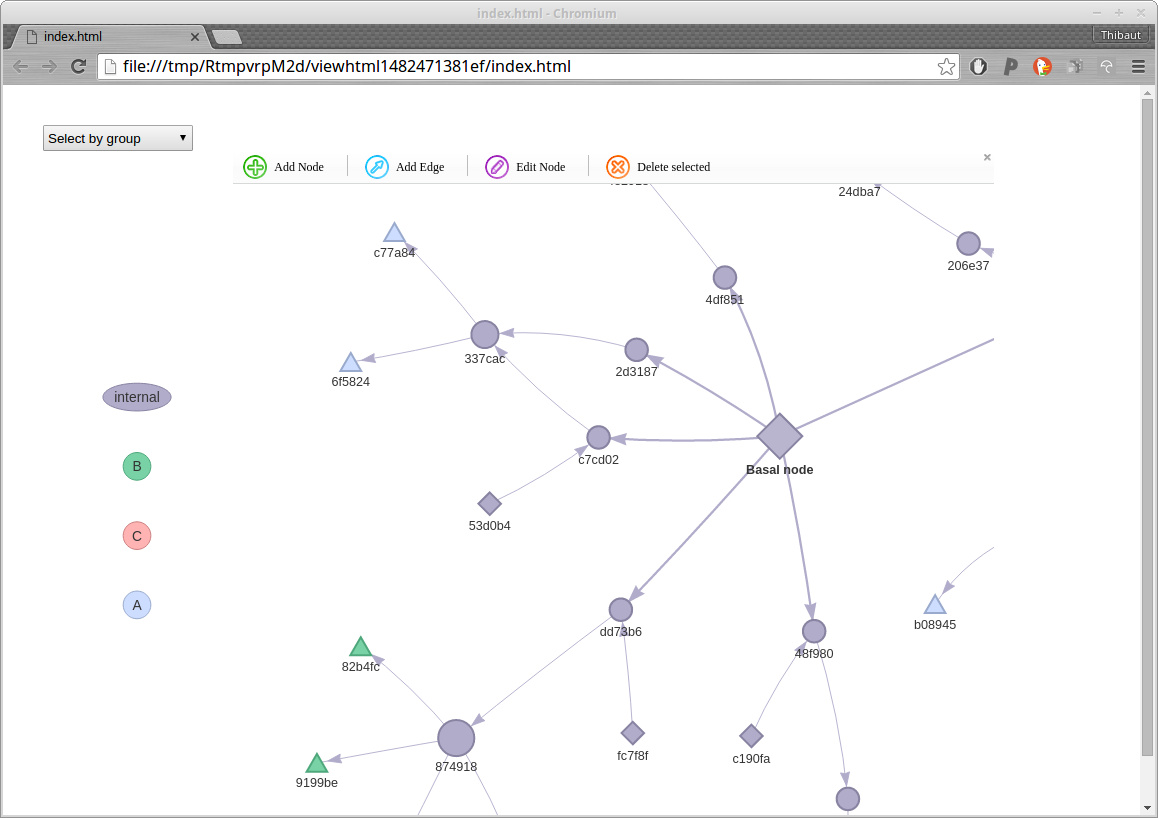 index.html - Chromium
index.html
Thibaut
file:///tmp/RtmpvrpM2d/viewhtml1482471381ef/index.html
Select by group
Add Node
Add Edge
Edit Node
Delete selected
24dba7
c77a84
206e37
4df851
337cac
2d3187
6f5824
internal
c7cd02
B
Basal node
53d0b4
C
A
b08945
dd73b6
48f980
82b4fc
fc7f8f
c190fa
874918
9199be